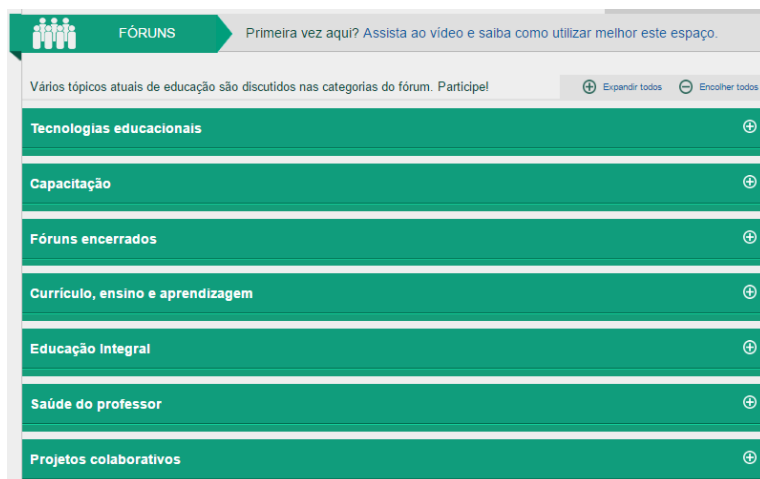 FÓRUNS
Primeira vez aqui? Assista ao vídeo e saiba como utilizar melhor este espaço.
Vários tópicos atuais de educação são discutidos nas categorias do fórum. Participe!
Expandir todos
Encolher todos
Tecnologias educacionais
Capacitação
Fóruns encerrados
Currículo, ensino e aprendizagem
Educação Integral
Saúde do professor
Projetos colaborativos